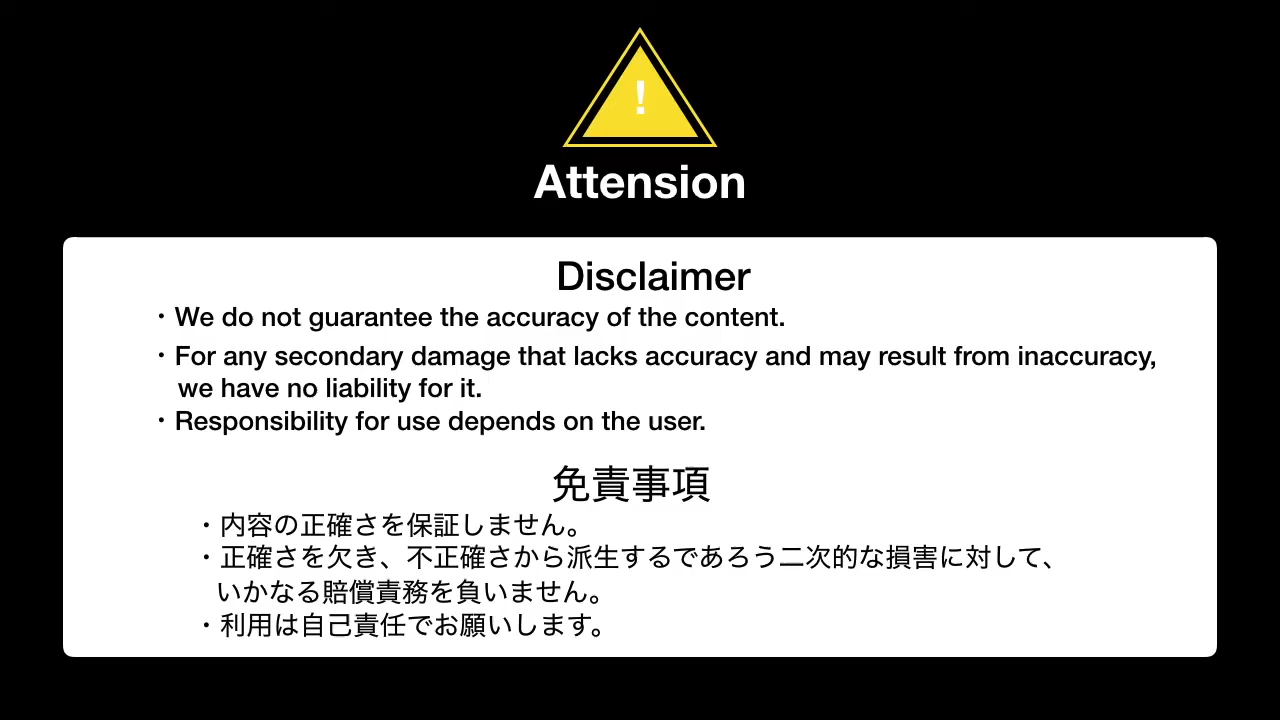 !
Attension
Disclaimer
・We do not guarantee the accuracy of the content.
・For any secondary damage that lacks accuracy and may result from inaccuracy,
we have no liability for it.
・Responsibility for use depends on the user.
免責事項
・内容の正確さを保証しません。
・正確さを欠き、不正確さから派生するであろう二次的な損害に対して、
いかなる賠償責務を負いません。
・利用は自己責任でお願いします。